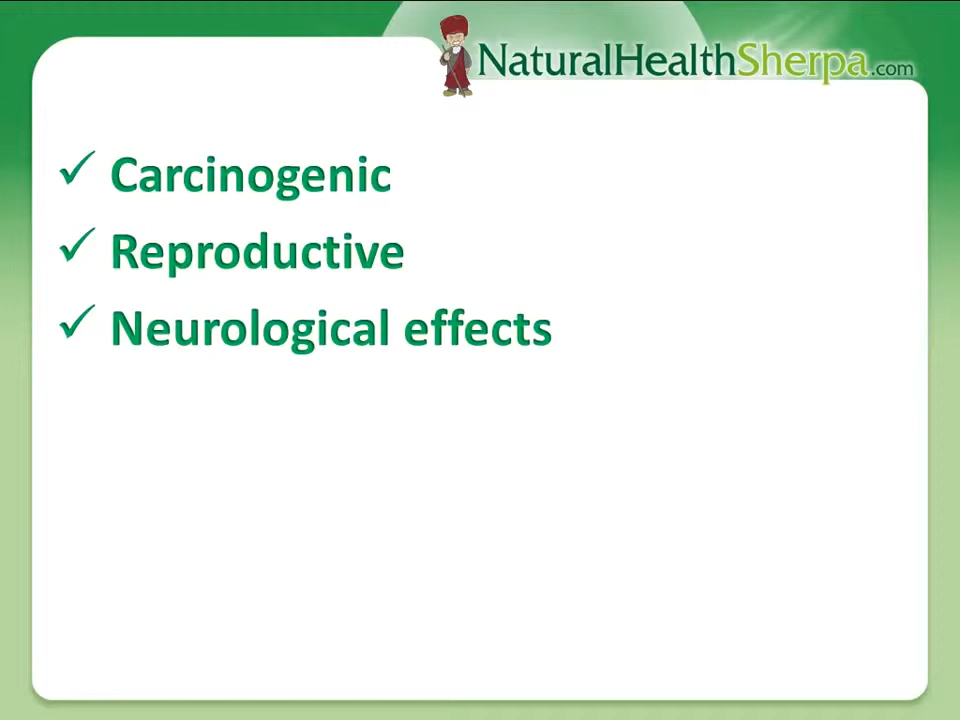 NaturalHealthSherpa.com
✓ Carcinogenic
✓ Reproductive
✓ Neurological effects